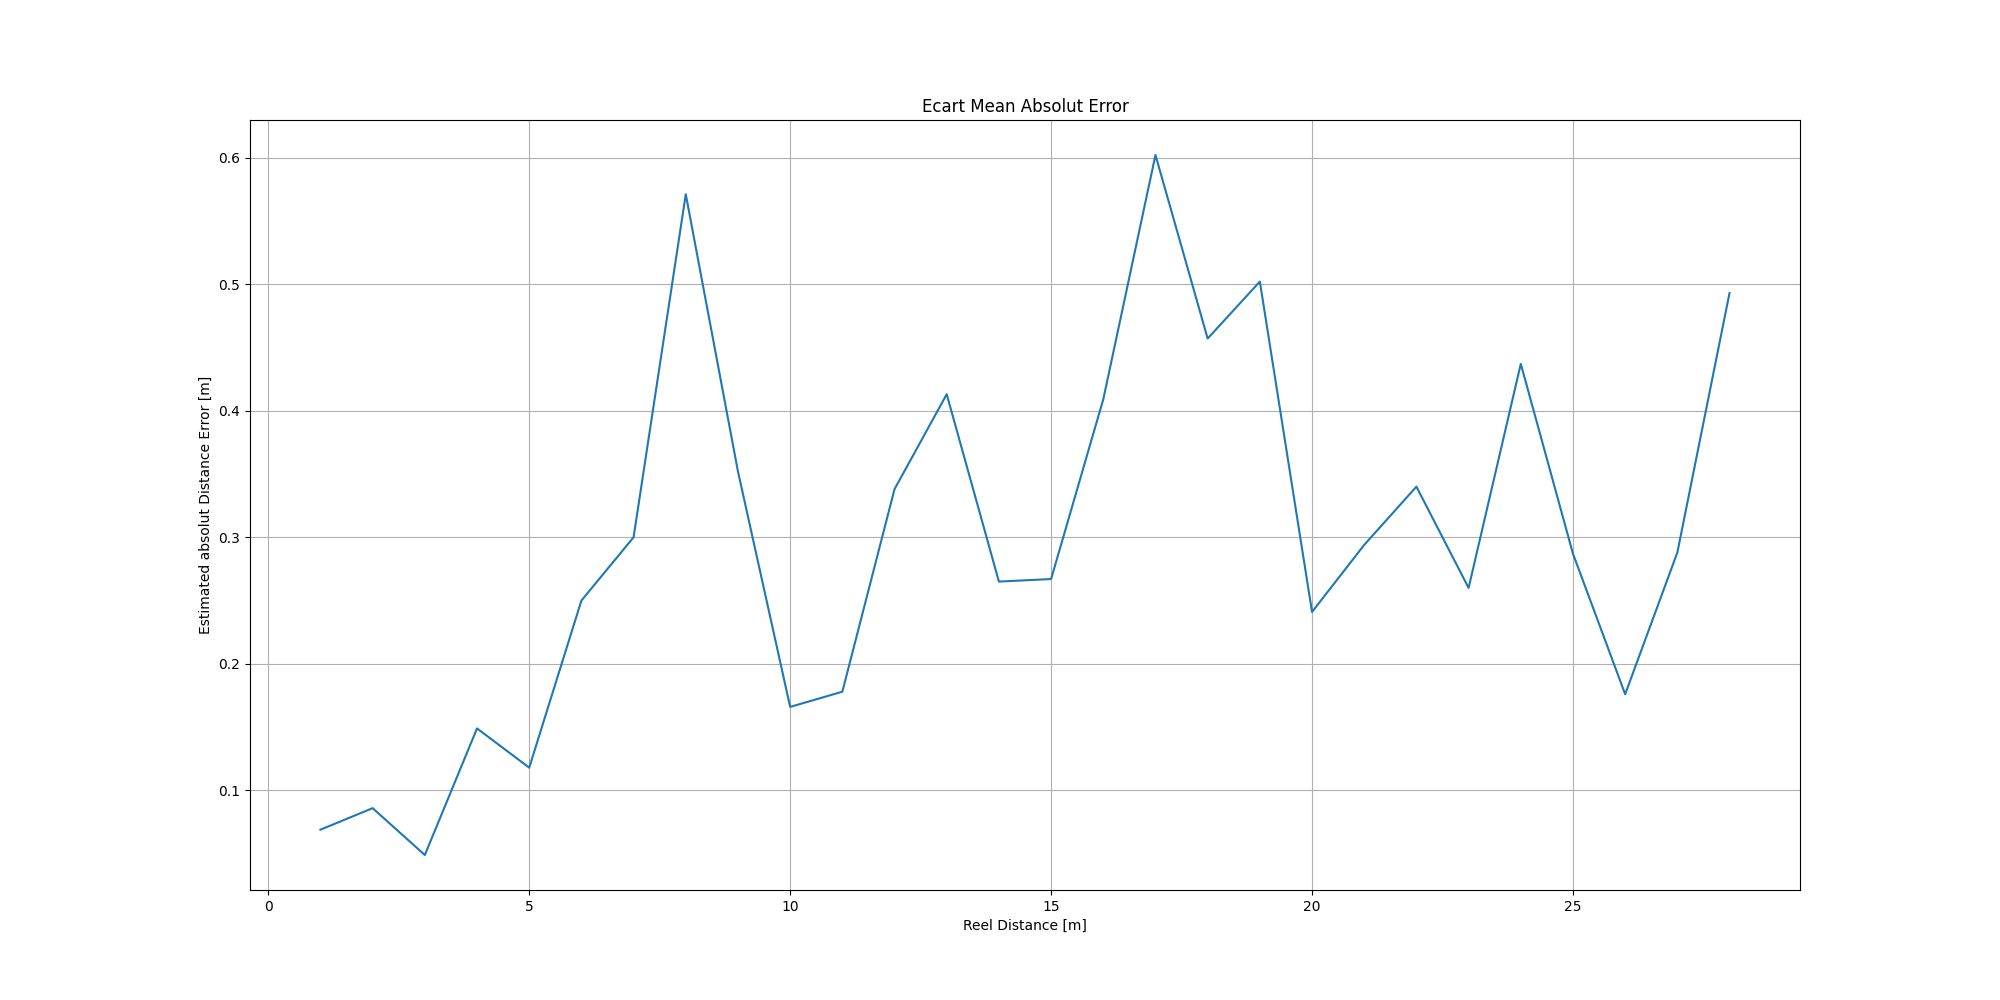 Ecart Mean Absolut Error
Estimated absolut Distance Error [m]
0.6
0.5
0.4
0.3
0.2
0.1
0 5 10 15 20 25
Reel Distance [m]